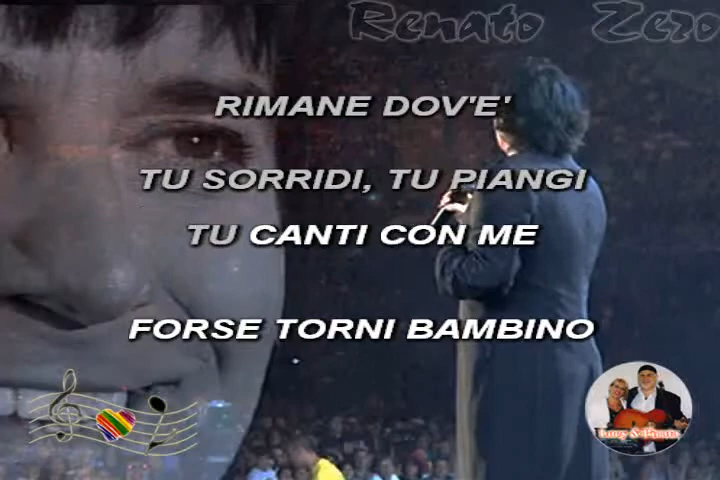 Renato Zero
RIMANE DOV'E'
TU SORRIDI, TU PIANGI
TU CANTI CON ME
FORSE TORNI BAMBINO